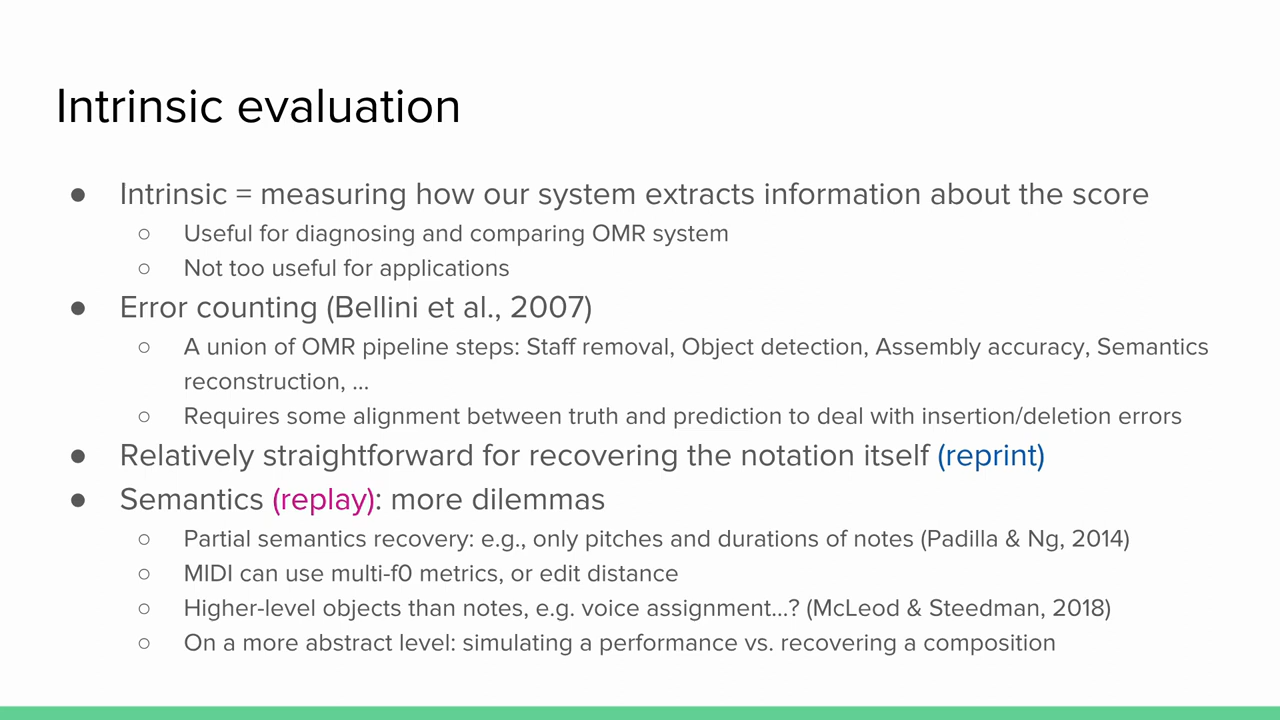 Intrinsic evaluation
● Intrinsic = measuring how our system extracts information about the score
○ Useful for diagnosing and comparing OMR system
○ Not too useful for applications
● Error counting (Bellini et al., 2007)
○ A union of OMR pipeline steps: Staff removal, Object detection, Assembly accuracy, Semantics
reconstruction, ...
○ Requires some alignment between truth and prediction to deal with insertion/deletion errors
● Relatively straightforward for recovering the notation itself (reprint)
● Semantics (replay): more dilemmas
○ Partial semantics recovery: e.g., only pitches and durations of notes (Padilla & Ng, 2014)
○ MIDI can use multi-f0 metrics, or edit distance
○ Higher-level objects than notes, e.g. voice assignment...? (McLeod & Steedman, 2018)
○ On a more abstract level: simulating a performance vs. recovering a composition